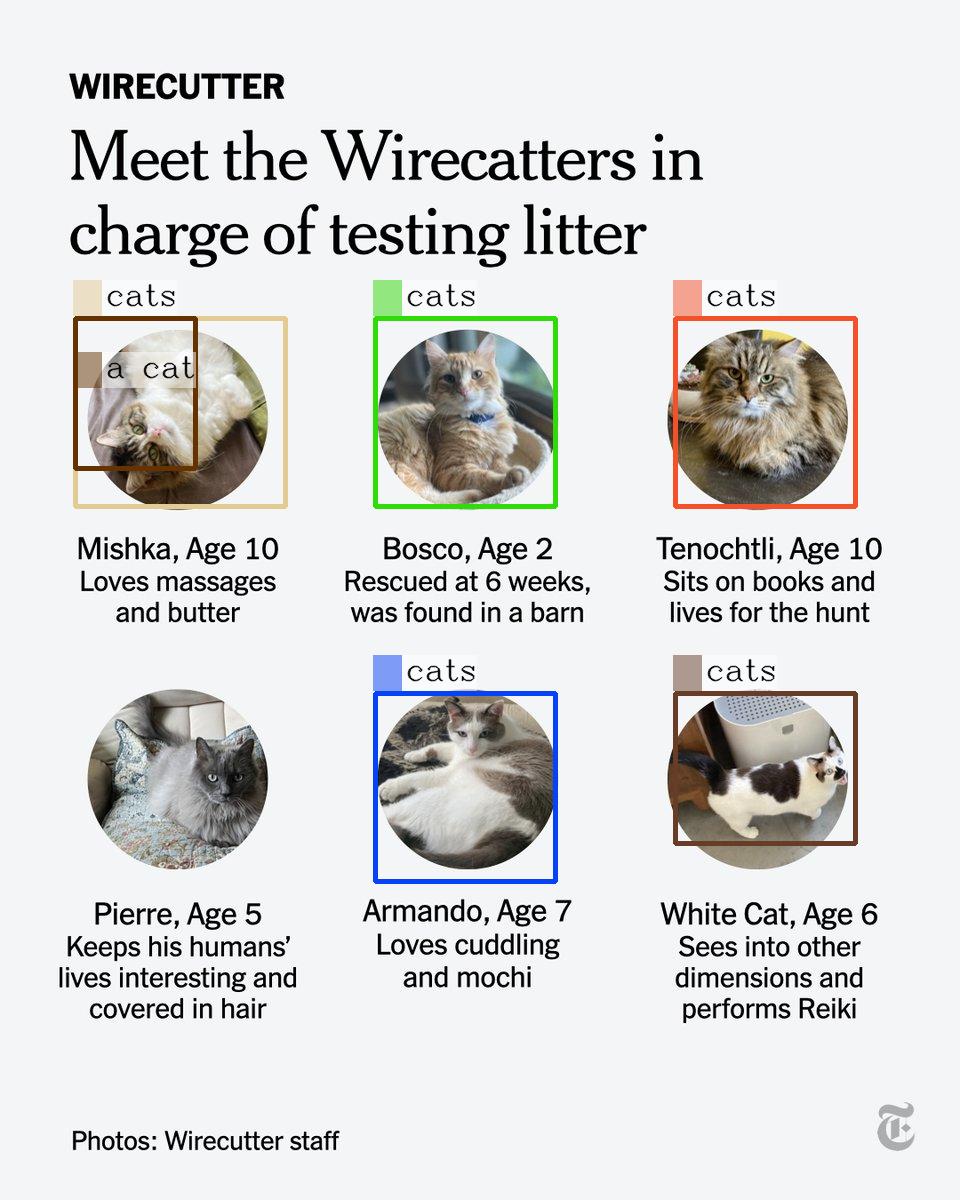 WIRECUTTER
Meet the Wirecatters in
charge of testing litter
cats
cats
cats
a cat
Mishka, Age 10
Loves massages
and butter
Bosco, Age 2
Rescued at 6 weeks,
was found in a barn
Tenochtli, Age 10
Sits on books and
lives for the hunt
cats
cats
Pierre, Age 5
Keeps his humans’
lives interesting and
covered in hair
Armando, Age 7
Loves cuddling
and mochi
White Cat, Age 6
Sees into other
dimensions and
performs Reiki
Photos: Wirecutter staff
T